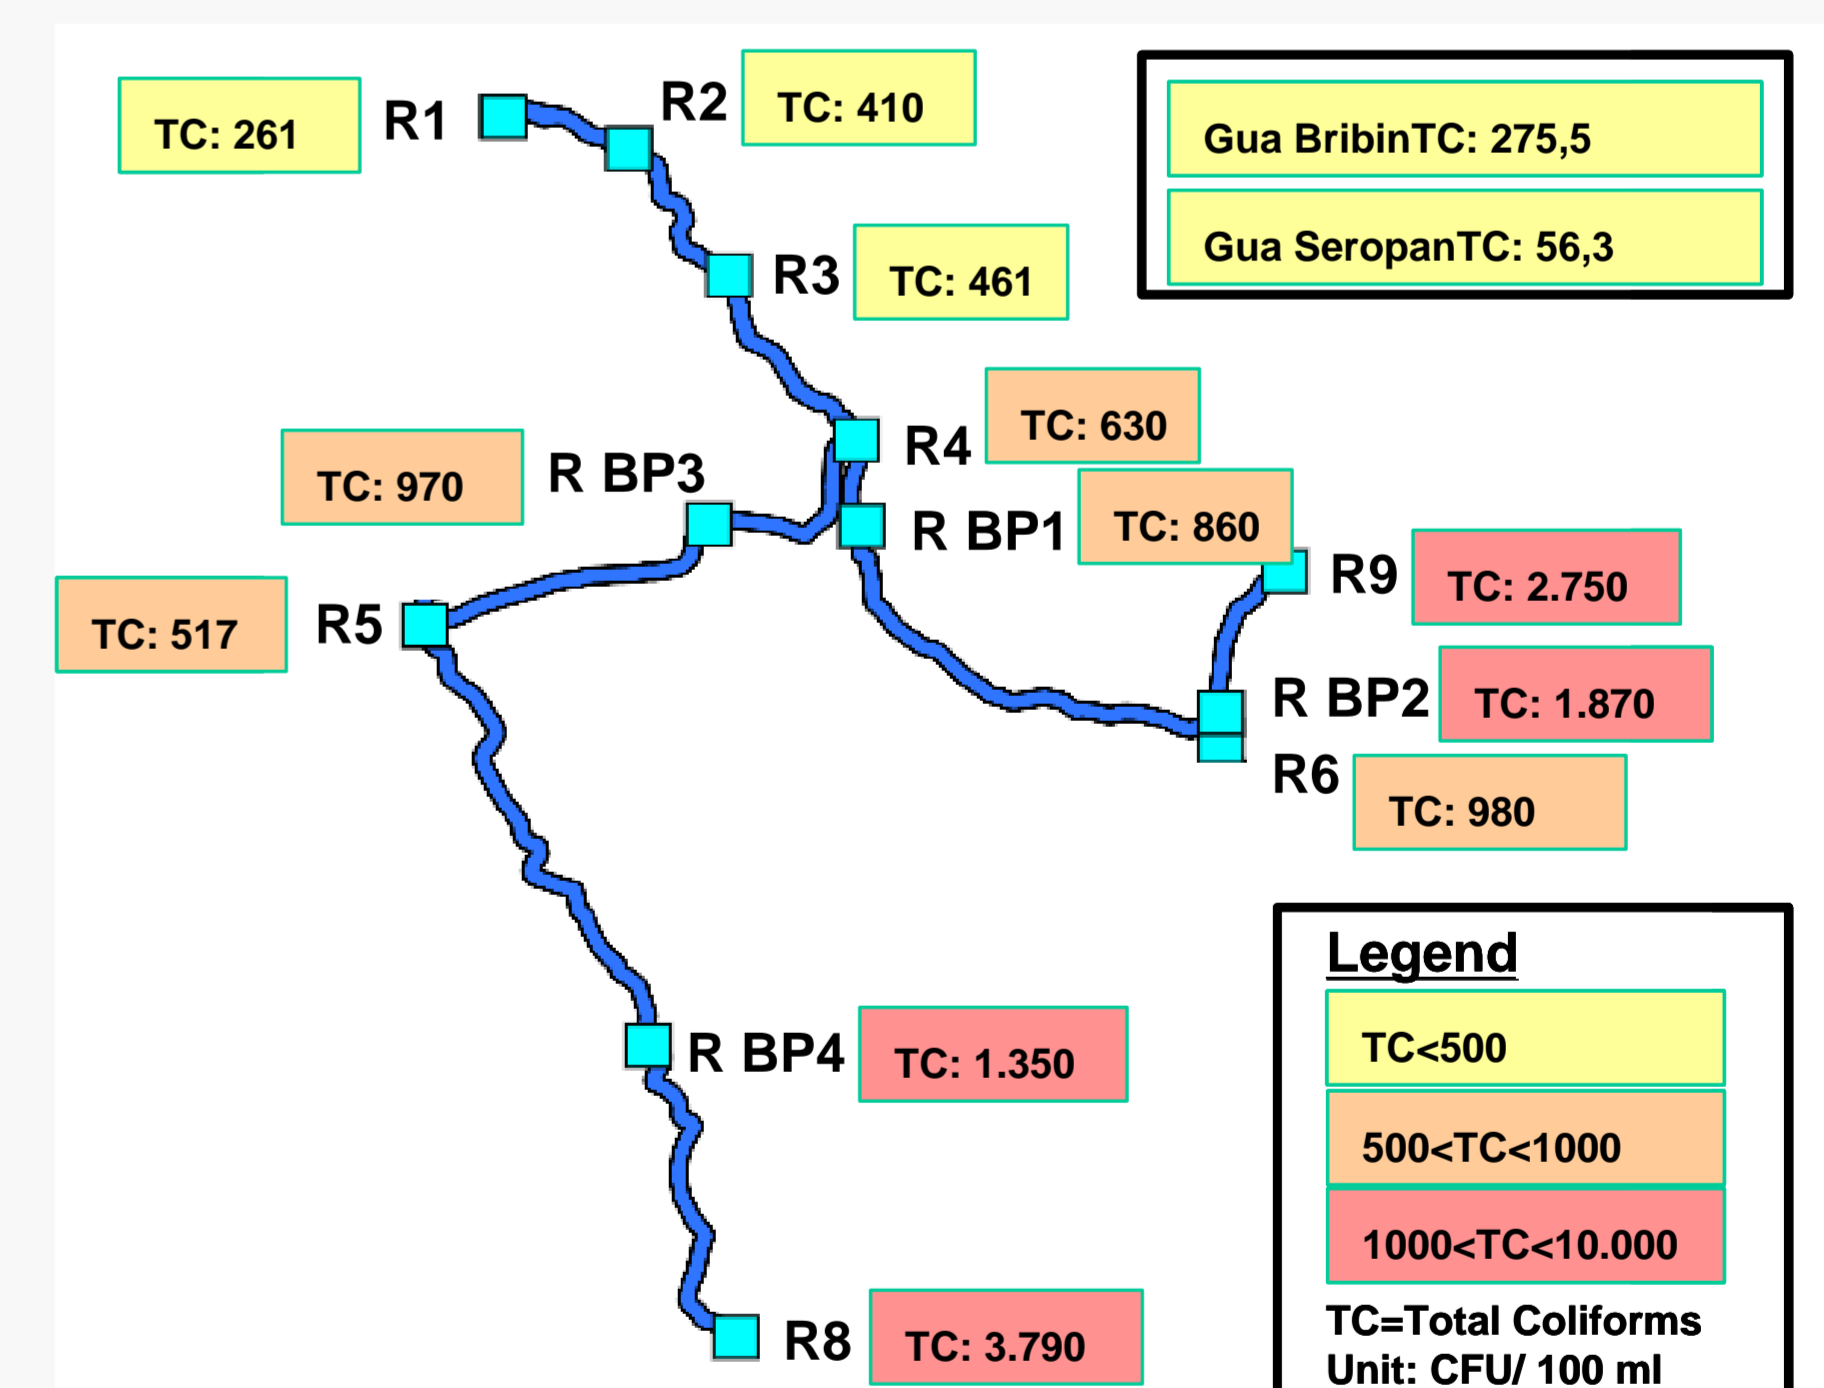 TC: 261
R1
R2
TC: 410
Gua BribinTC: 275,5
Gua SeropanTC: 56,3
R3
TC: 461
R4
TC: 630
TC: 970
R BP3
R BP1
TC: 860
R9
TC: 2.750
TC: 517
R5
R BP2
TC: 1.870
R6
TC: 980
Legend
TC<500
500<TC<1000
1000<TC<10.000
TC=Total Coliforms
Unit: CFU/ 100 ml
R BP4
TC: 1.350
R8
TC: 3.790